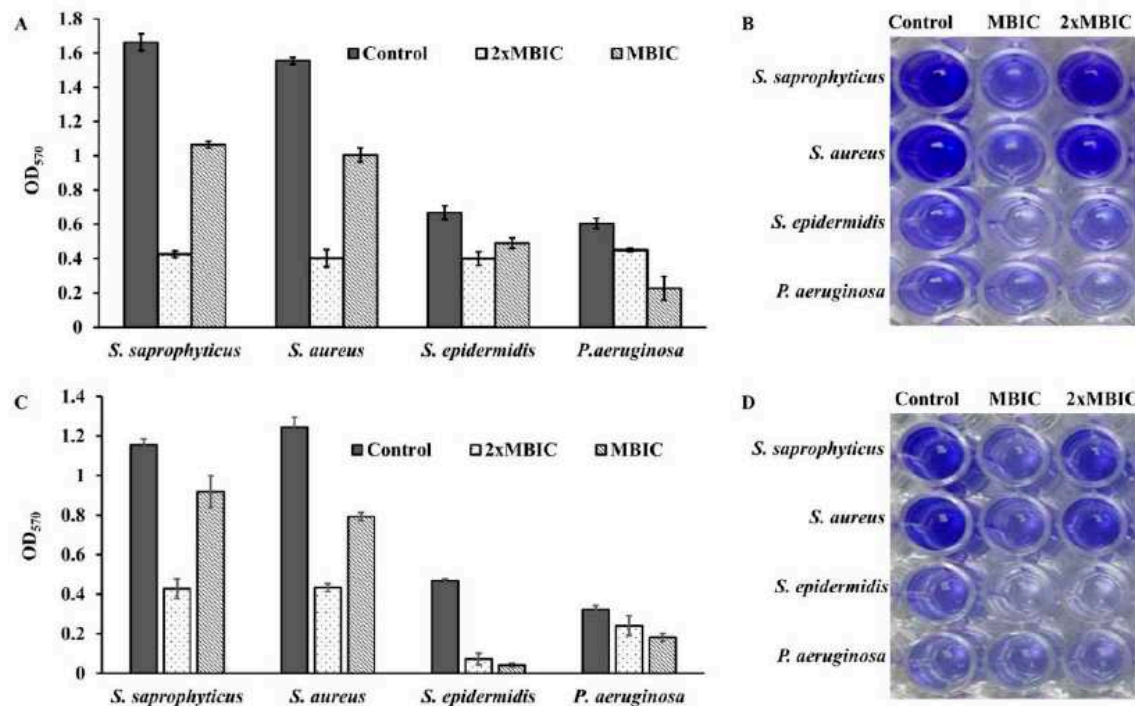 A
1.8
1.6
1.4
1.2
1
0.8
0.6
0.4
0.2
0
OD570
Control 2xMBIC MBIC
S. saprophyticus S. aureus S. epidermidis P.aeruginosa
B
Control MBIC 2xMBIC
S. saprophyticus
S. aureus
S. epidermidis
P. aeruginosa
C
1.4
1.2
1
0.8
0.6
0.4
0.2
0
OD570
Control 2xMBIC MBIC
S. saprophyticus S. aureus S. epidermidis P. aeruginosa
D
Control MBIC 2xMBIC
S. saprophyticus
S. aureus
S. epidermidis
P. aeruginosa